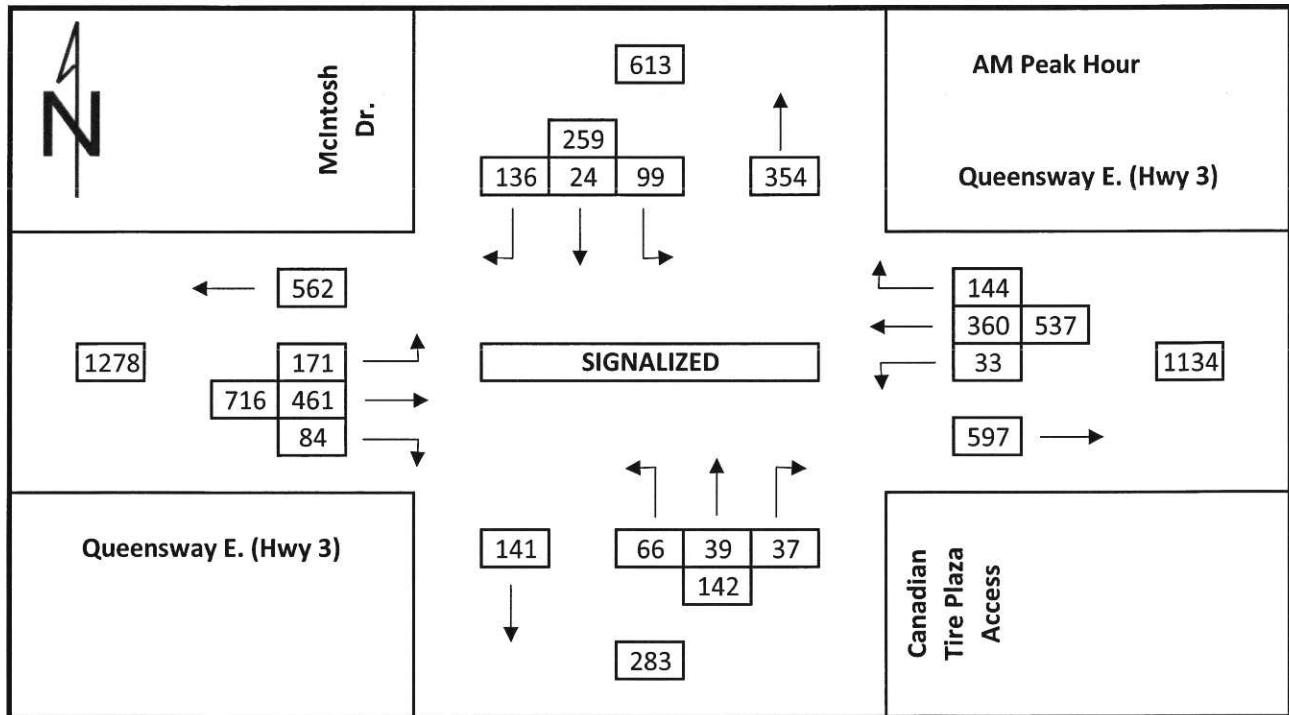 N
McIntosh
Dr.
613
AM Peak Hour
259
136 24 99
354
Queensway E. (Hwy 3)
562
144
360 537
33
1278
171
716 461
84
SIGNALIZED
1134
597
Queensway E. (Hwy 3)
141
66 39 37
142
283
Canadian
Tire Plaza
Access